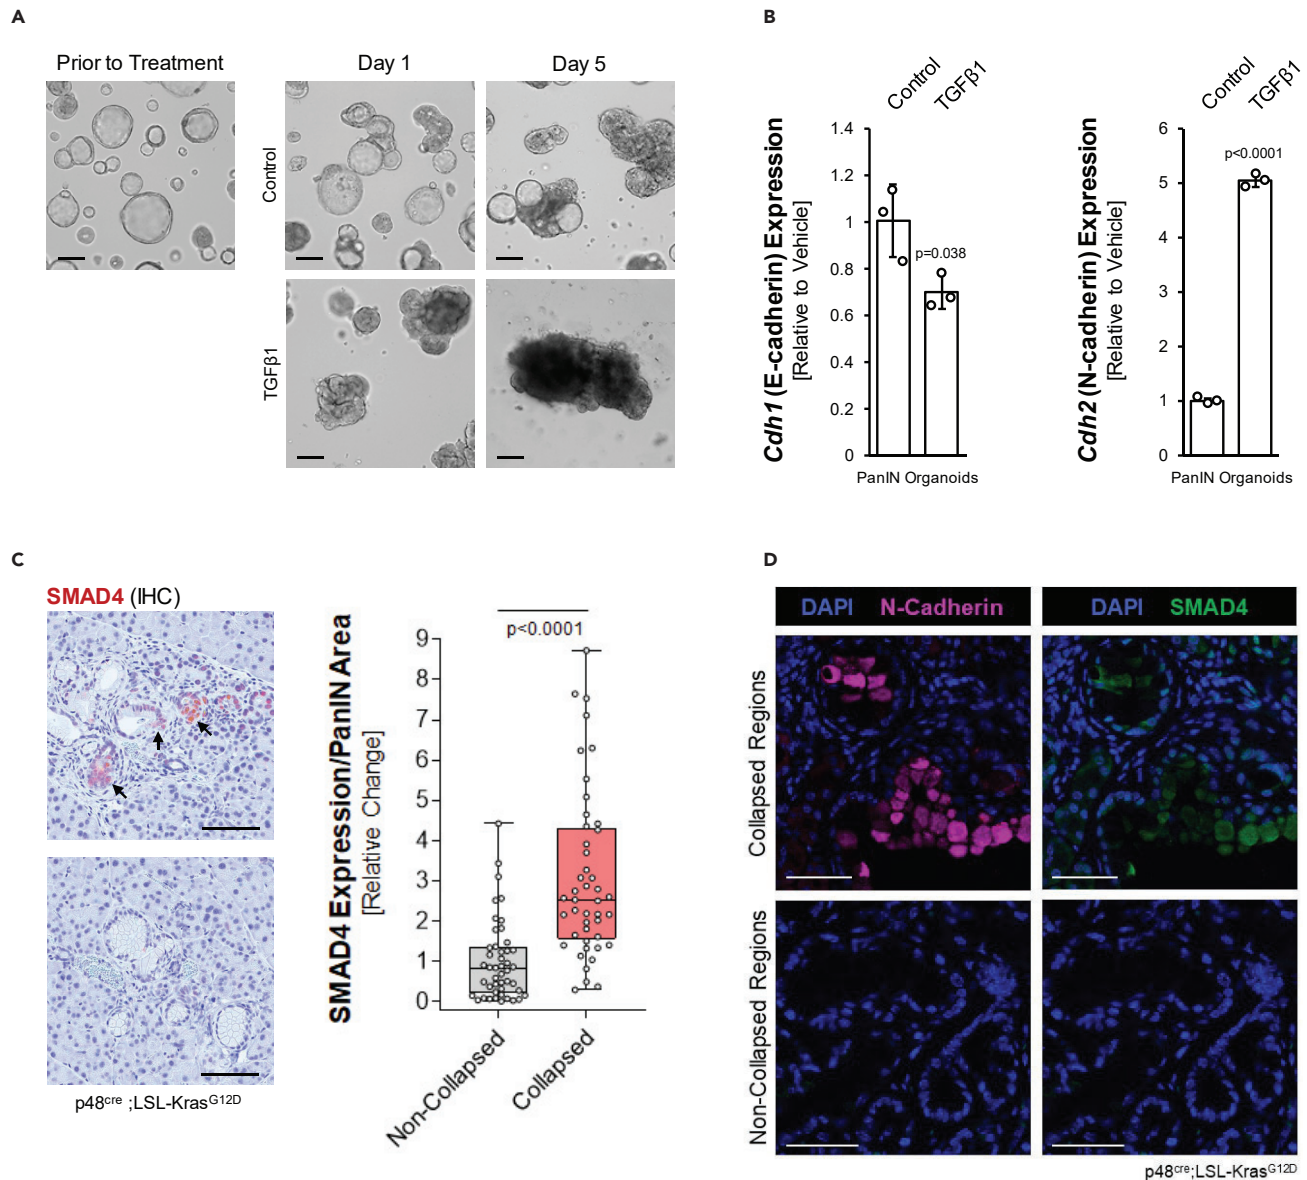 A
Prior to Treatment
Day 1
Day 5
Control
TGFβ1
B
Control
TGFβ1
Cdh1 (E-cadherin) Expression
[Relative to Vehicle]
1.4
1.2
1
0.8
0.6
0.4
0.2
0
p=0.038
PanIN Organoids
Control
TGFβ1
Cdh2 (N-cadherin) Expression
[Relative to Vehicle]
6
5
4
3
2
1
0
p<0.0001
PanIN Organoids
C
SMAD4 (IHC)
p48cre ;LSL-KrasG12D
SMAD4 Expression/PanIN Area
[Relative Change]
9
8
7
6
5
4
3
2
1
0
p<0.0001
Non-Collapsed
Collapsed
D
DAPI N-Cadherin
DAPI SMAD4
Collapsed Regions
Non-Collapsed Regions
p48cre;LSL-KrasG12D